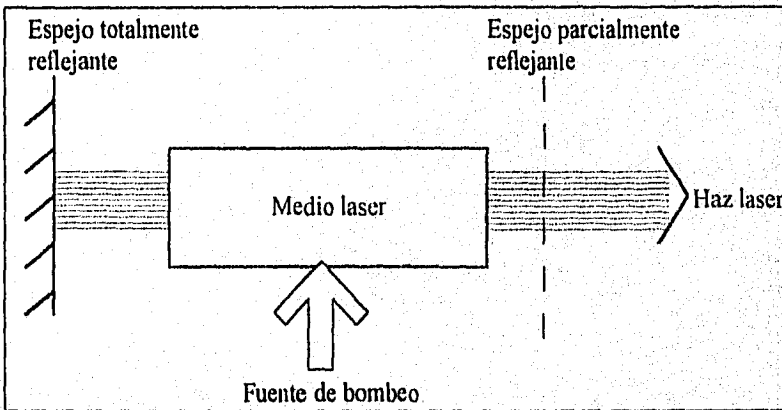 Espejo totalmente
reflejante
Espejo parcialmente
reflejante
Medio laser
Haz laser
Fuente de bombeo